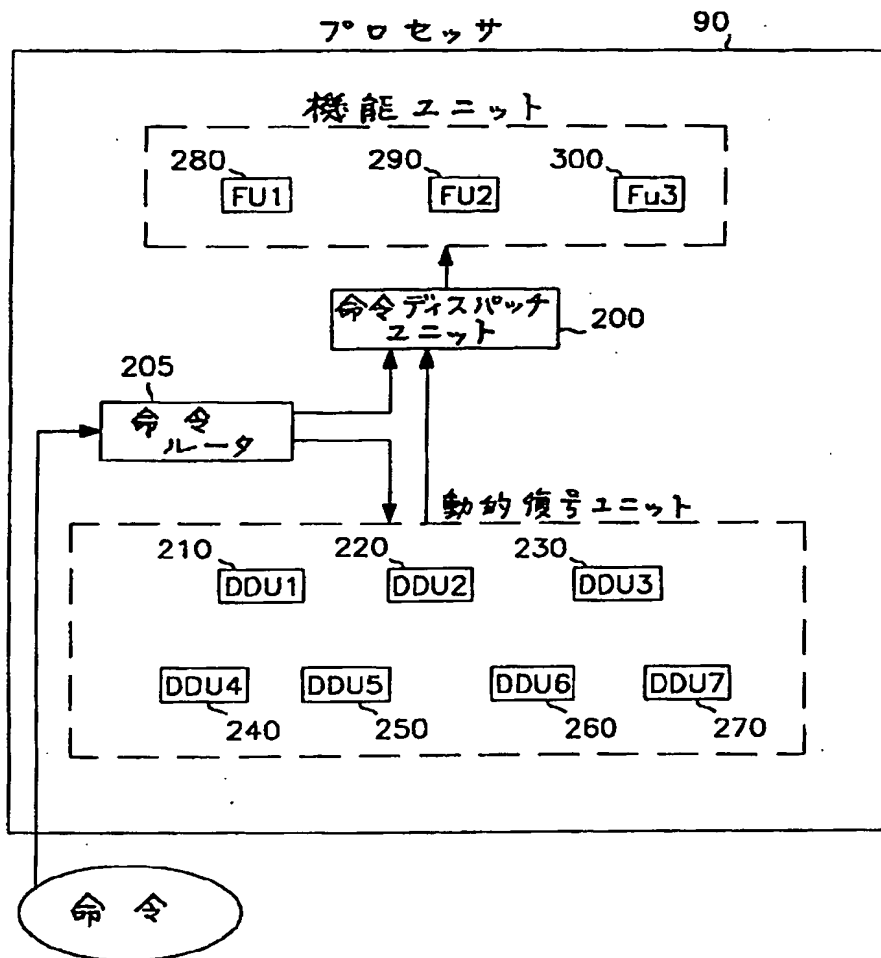 プロセッサ
90
機能ユニット
280
290
300
FU1
FU2
Fu3
命令ディスパッチ
ユニット
200
205
命令
ルータ
動的復号ユニット
210
220
230
DDU1
DDU2
DDU3
DDU4
DDU5
DDU6
DDU7
240
250
260
270
命令